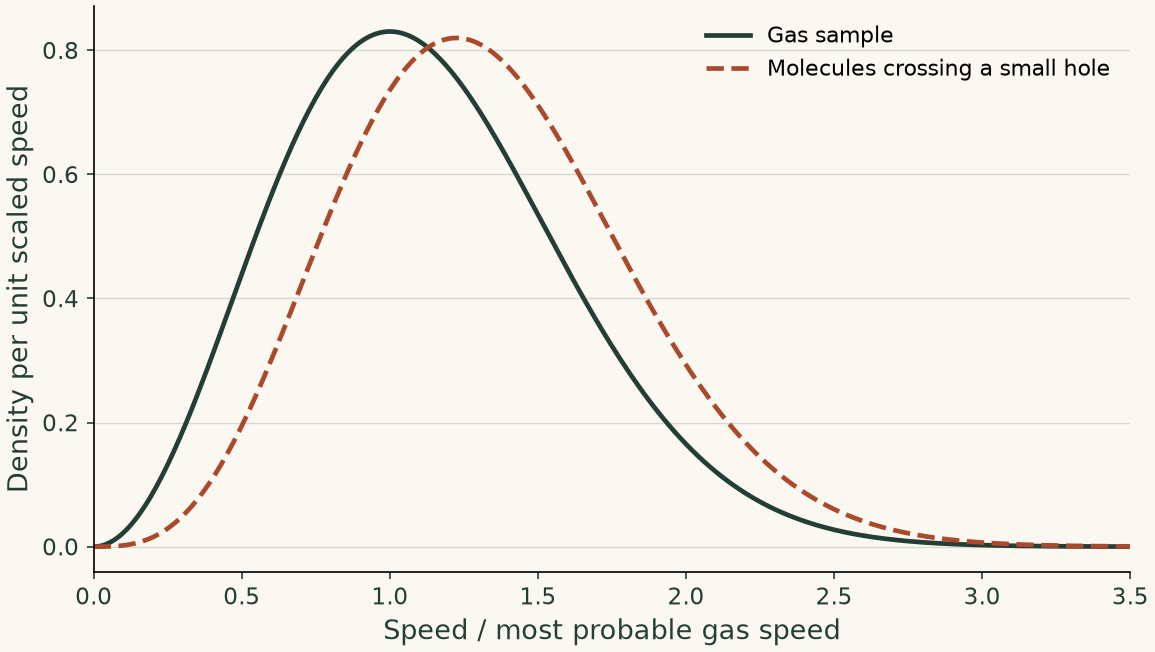 Gas sample
Molecules crossing a small hole
Density per unit scaled speed
0.8
0.6
0.4
0.2
0.0
0.0 0.5 1.0 1.5 2.0 2.5 3.0 3.5
Speed / most probable gas speed